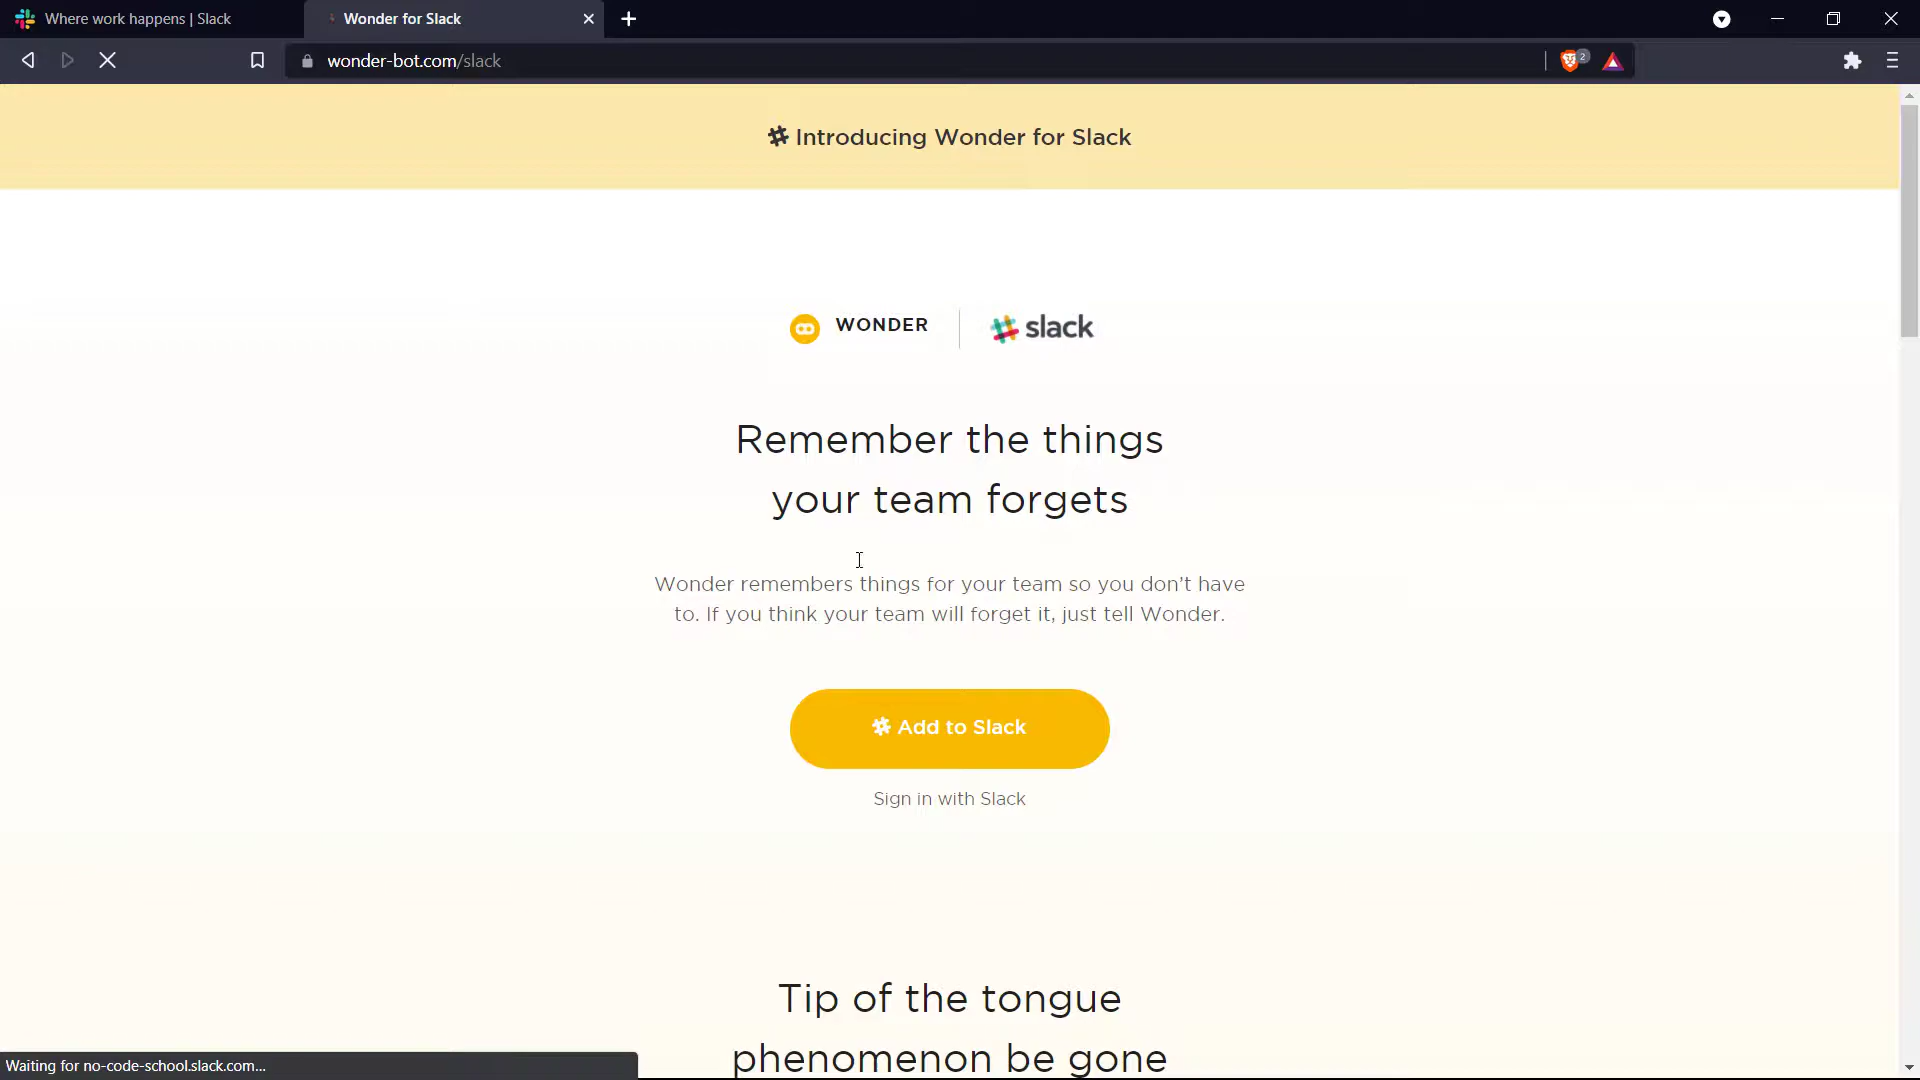 Where work happens | Slack
Wonder for Slack
wonder-bot.com/slack
2
Introducing Wonder for Slack
WONDER
slack
Remember the things
your team forgets
Wonder remembers things for your team so you don't have
to. If you think your team will forget it, just tell Wonder.
Add to Slack
Sign in with Slack
Tip of the tongue
phenomenon be gone
Waiting for no-code-school.slack.com...